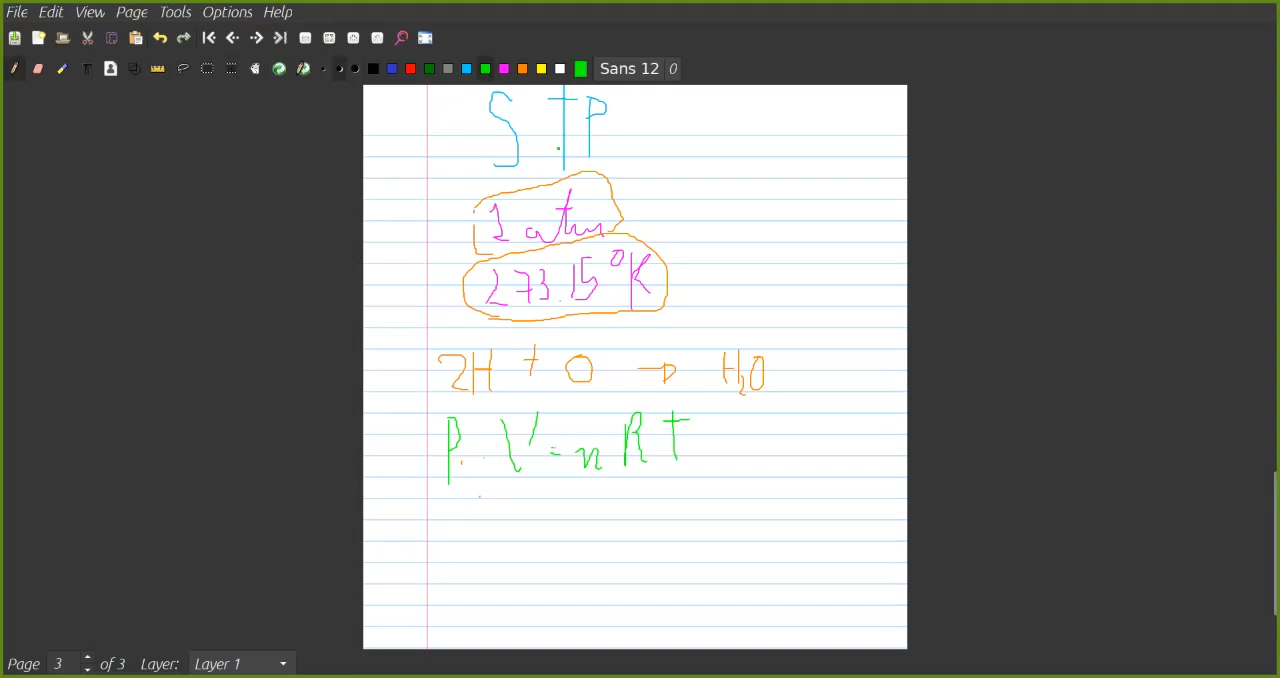 File Edit View Page Tools Options Help
Sans 12 0
S T P
1 atm
273.15°K
2H + O → H₂O
P. V = n R T
Page 3 of 3 Layer: Layer 1